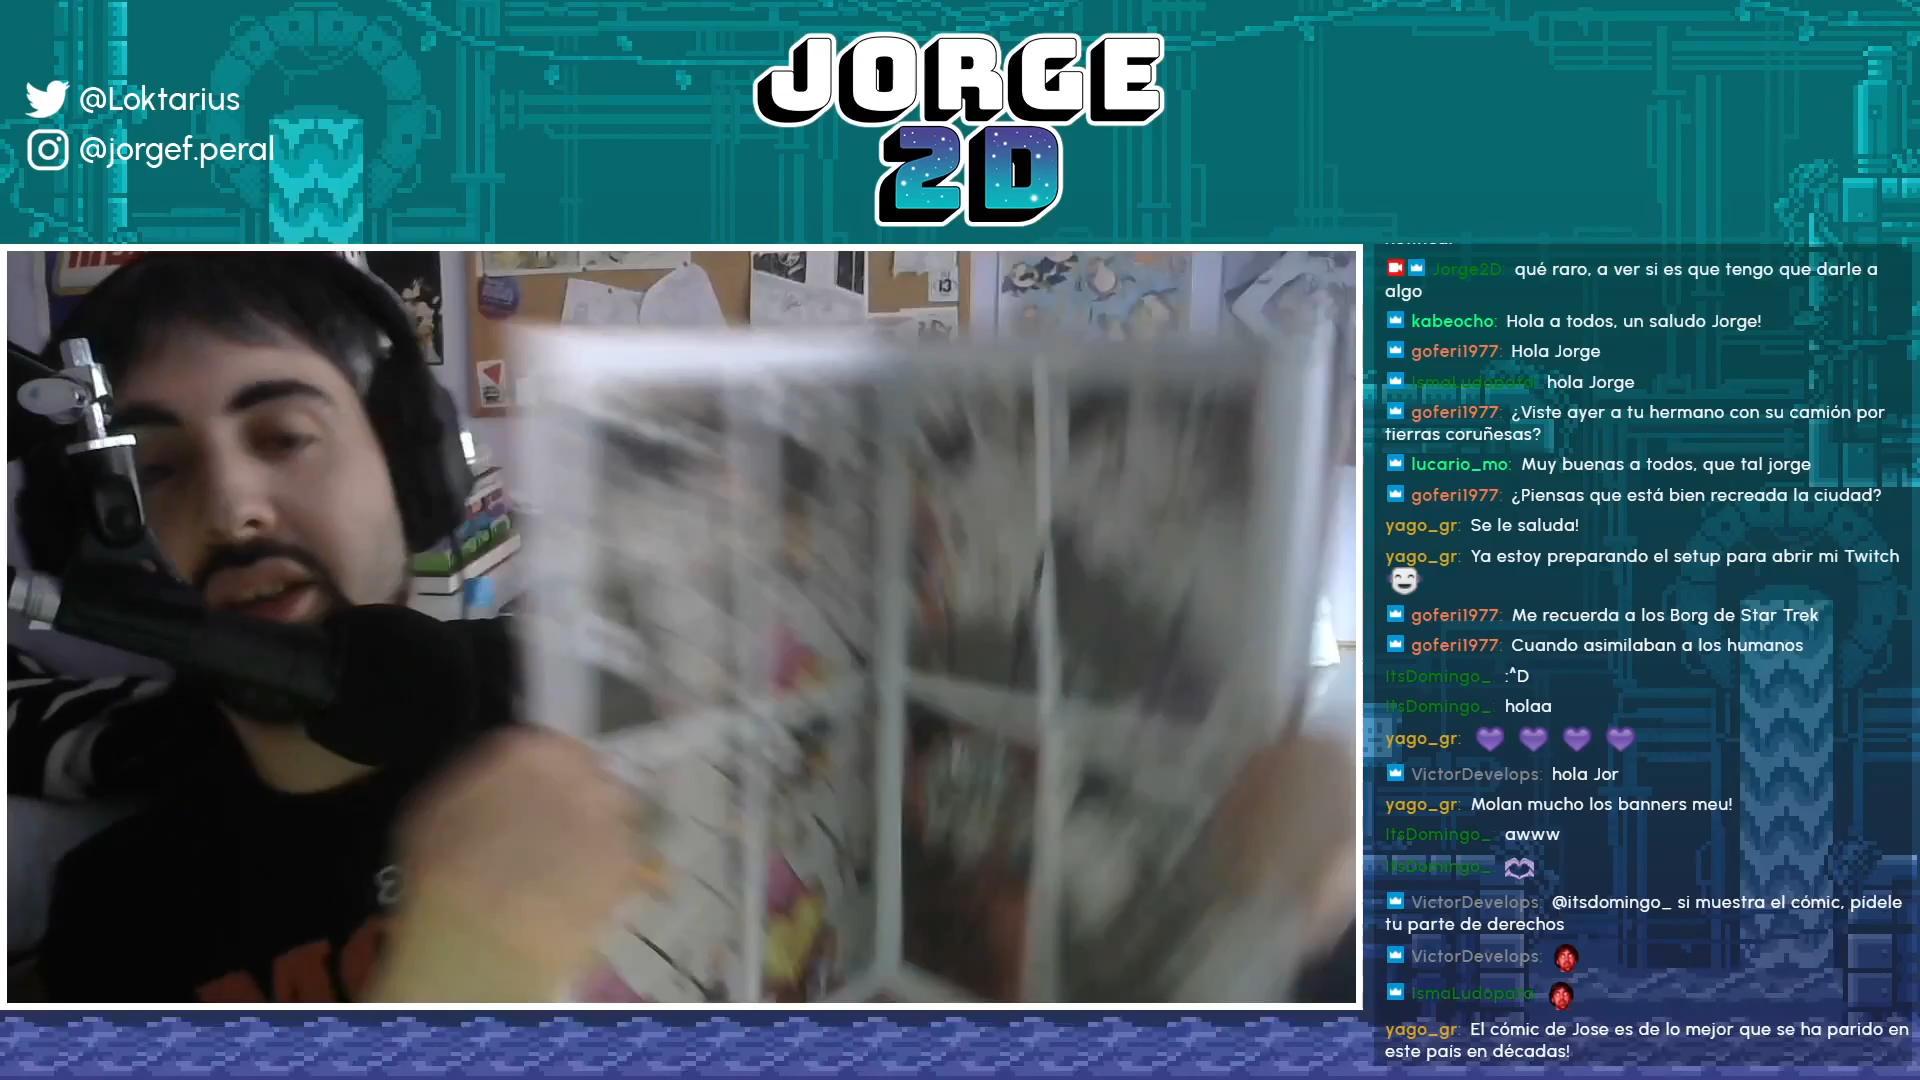 @Loktarius
@jorgef.peral
JORGE
2D
13
Jorge2D: qué raro, a ver si es que tengo que darle a
algo
kabeocho: Hola a todos, un saludo Jorge!
goferi1977: Hola Jorge
IsmaLudopata: hola Jorge
goferi1977: ¿Viste ayer a tu hermano con su camión por
tierras coruñesas?
lucario_mo: Muy buenas a todos, que tal jorge
goferi1977: ¿Piensas que está bien recreada la ciudad?
yago_gr: Se le saluda!
yago_gr: Ya estoy preparando el setup para abrir mi Twitch
goferi1977: Me recuerda a los Borg de Star Trek
goferi1977: Cuando asimilaban a los humanos
ItsDomingo_: :^D
ItsDomingo_: holaa
yago_gr:
VictorDevelops: hola Jor
yago_gr: Molan mucho los banners meu!
ItsDomingo_: awww
ItsDomingo_:
VictorDevelops: @itsdomingo_ si muestra el cómic, pídele
tu parte de derechos
VictorDevelops:
IsmaLudopata:
yago_gr: El cómic de Jose es de lo mejor que se ha parido en
este país en décadas!